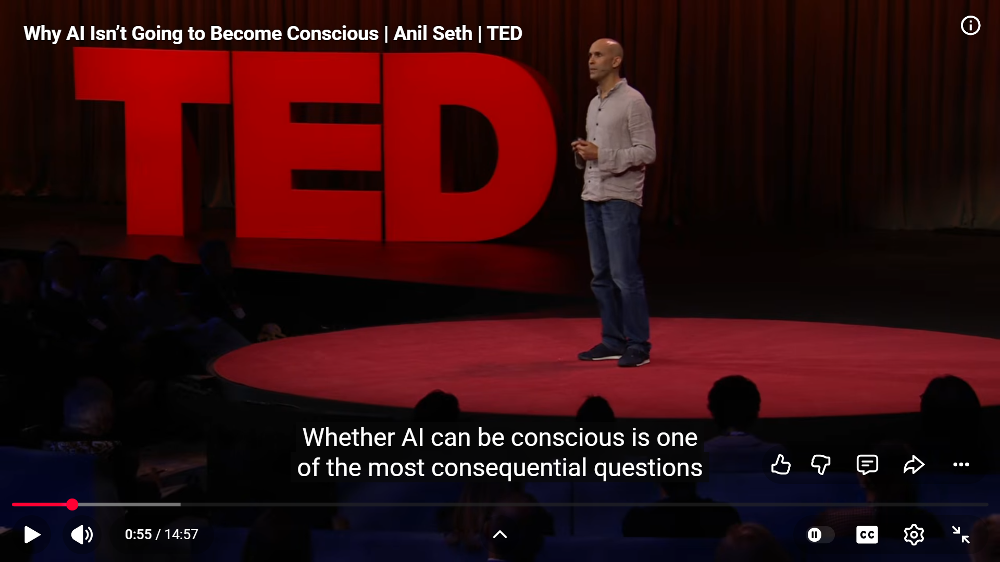 Why AI Isn’t Going to Become Conscious | Anil Seth | TED
TED
Whether AI can be conscious is one
of the most consequential questions
0:55 / 14:57
CC